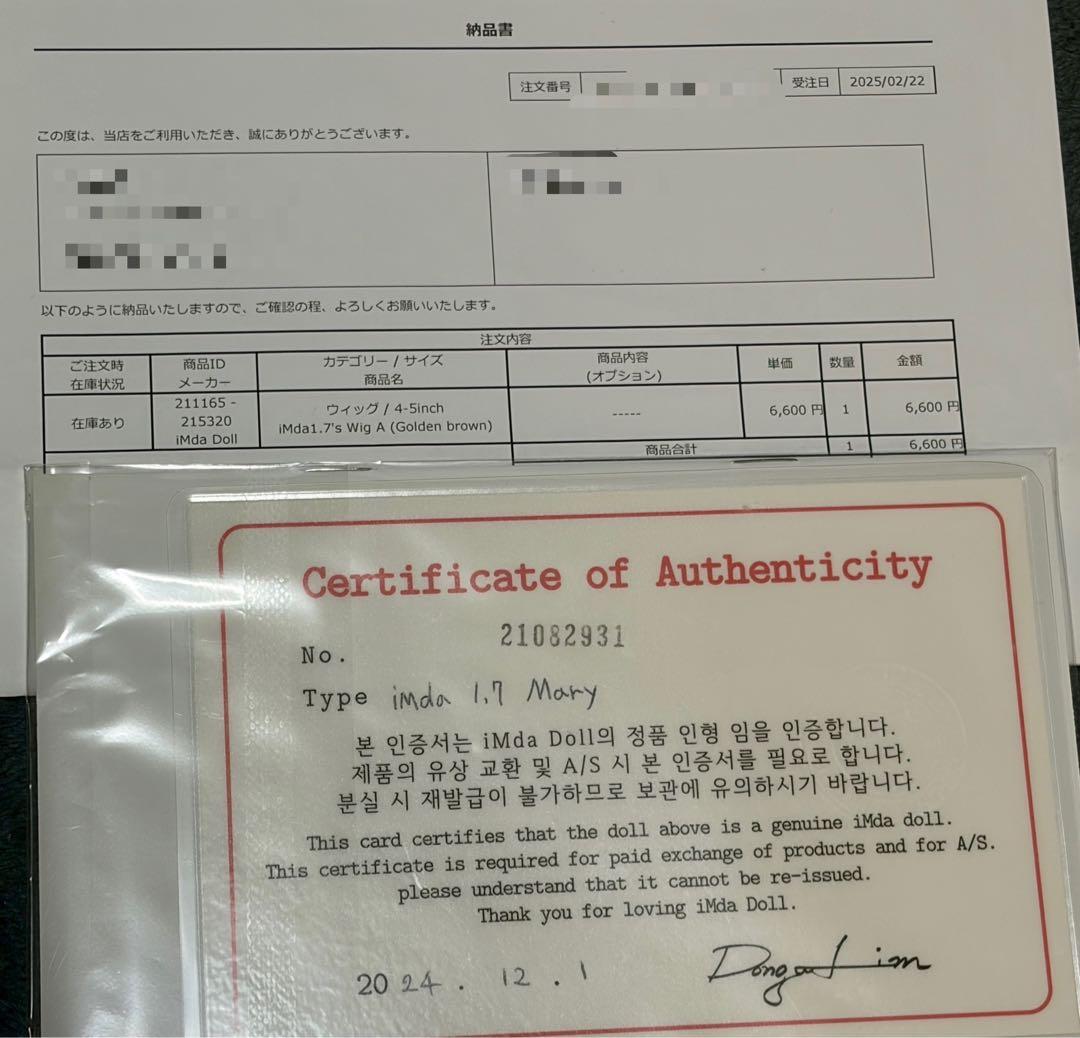 納品書
注文番号
受注日 2025/02/22
この度は、当店をご利用いただき、誠にありがとうございます。
以下のように納品いたしますので、ご確認の程、よろしくお願いいたします。
注文内容
ご注文時
在庫状況
商品ID
メーカー
カテゴリー / サイズ
商品名
商品内容
(オプション)
単価
数量
金額
在庫あり
211165 -
215320
iMda Doll
ウィッグ / 4-5inch
iMda1.7's Wig A (Golden brown)
-----
6,600 円
1
6,600 円
商品合計 1 6,600 円
Certificate of Authenticity
No. 21082931
Type imda 1.7 Mary
본 인증서는 iMda Doll의 정품 인형 임을 인증합니다.
제품의 유상 교환 및 A/S 시 본 인증서를 필요로 합니다.
분실 시 재발급이 불가하므로 보관에 유의하시기 바랍니다.
This card certifies that the doll above is a genuine iMda doll.
This certificate is required for paid exchange of products and for A/S.
please understand that it cannot be re-issued.
Thank you for loving iMda Doll.
2024 . 12 . 1